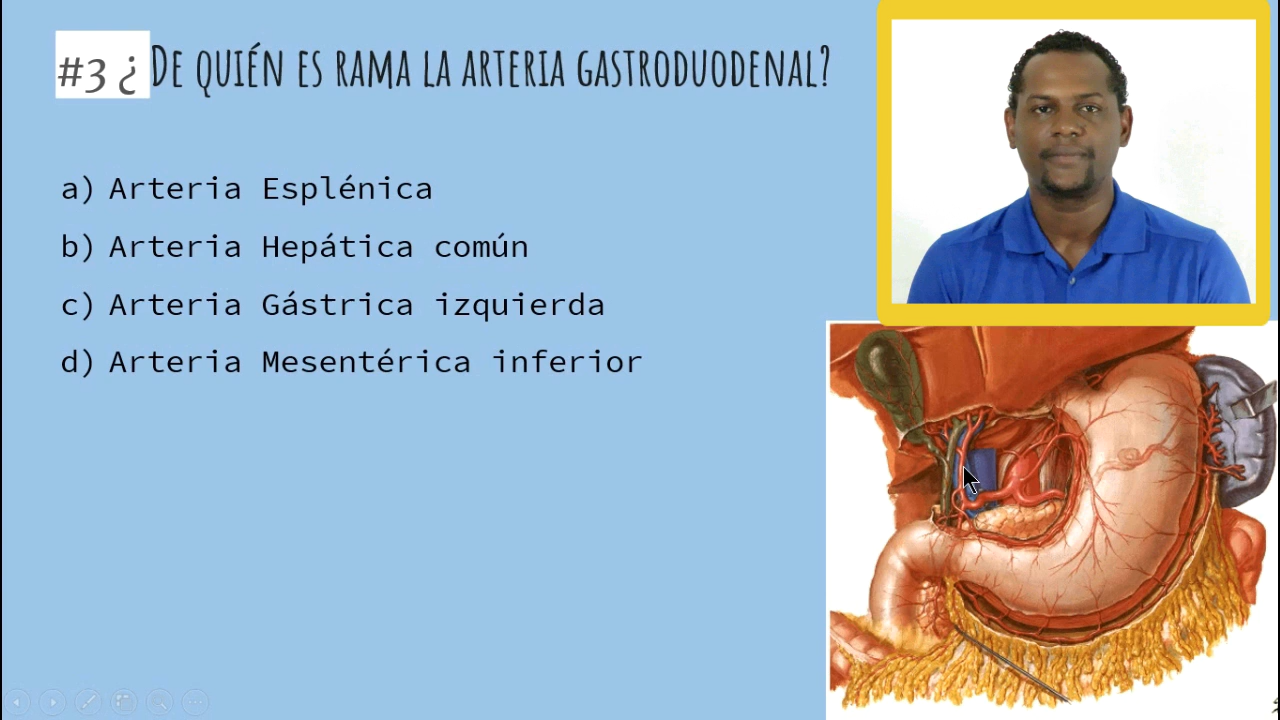 #3 ¿ De quién es rama la arteria gastroduodenal?
a) Arteria Esplénica
b) Arteria Hepática común
c) Arteria Gástrica izquierda
d) Arteria Mesentérica inferior